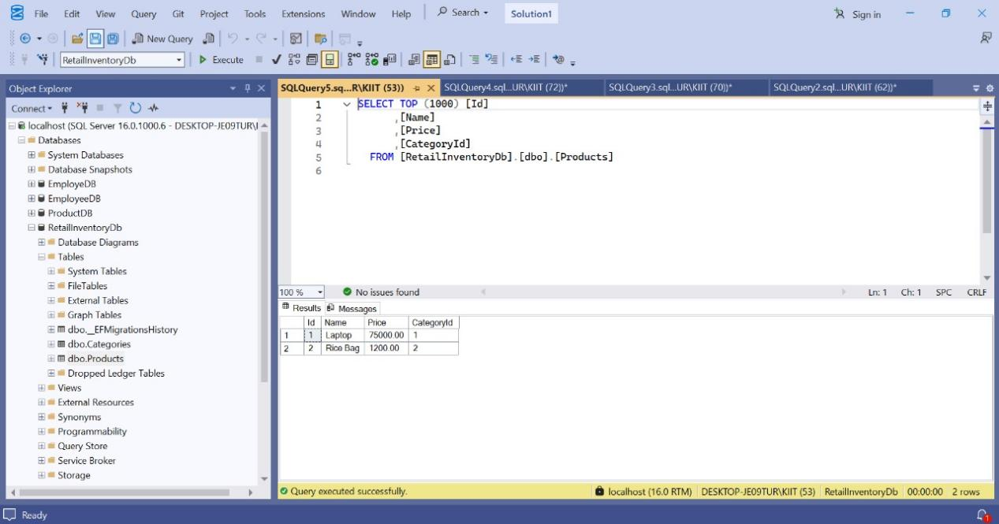 File Edit View Query Git Project Tools Extensions Window Help Search Solution1 Sign in
New Query
RetailInventoryDb Execute
Object Explorer
Connect
localhost (SQL Server 16.0.1000.6 - DESKTOP-JE09TUR\
Databases
System Databases
Database Snapshots
EmployeDB
EmployeeDB
ProductDB
RetailInventoryDb
Database Diagrams
Tables
System Tables
FileTables
External Tables
Graph Tables
dbo.__EFMigrationsHistory
dbo.Categories
dbo.Products
Dropped Ledger Tables
Views
External Resources
Synonyms
Programmability
Query Store
Service Broker
Storage
SQLQuery5.sq...R\KIIT (53)) SQLQuery4.sql...UR\KIIT (72))* SQLQuery3.sql...UR\KIIT (70))* SQLQuery2.sql...UR\KIIT (62))*
1 SELECT TOP (1000) [Id]
2 ,[Name]
3 ,[Price]
4 ,[CategoryId]
5 FROM [RetailInventoryDb].[dbo].[Products]
6
100 % No issues found Ln: 1 Ch: 1 SPC CRLF
Results Messages
Id Name Price CategoryId
1 1 Laptop 75000.00 1
2 2 Rice Bag 1200.00 2
Query executed successfully. localhost (16.0 RTM) DESKTOP-JE09TUR\KIIT (53) RetailInventoryDb 00:00:00 2 rows
Ready 1